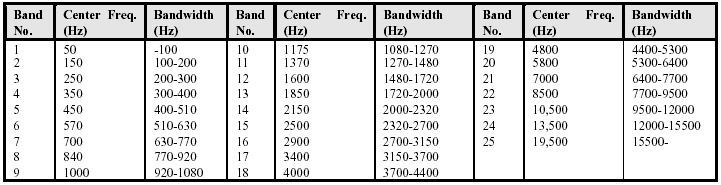 Band Center Freq. Bandwidth Band Center Freq. Bandwidth Band Center Freq. Bandwidth
No. (Hz) (Hz) No. (Hz) (Hz) No. (Hz) (Hz)
1 50 -100 10 1175 1080-1270 19 4800 4400-5300
2 150 100-200 11 1370 1270-1480 20 5800 5300-6400
3 250 200-300 12 1600 1480-1720 21 7000 6400-7700
4 350 300-400 13 1850 1720-2000 22 8500 7700-9500
5 450 400-510 14 2150 2000-2320 23 10,500 9500-12000
6 570 510-630 15 2500 2320-2700 24 13,500 12000-15500
7 700 630-770 16 2900 2700-3150 25 19,500 15500-
8 840 770-920 17 3400 3150-3700
9 1000 920-1080 18 4000 3700-4400